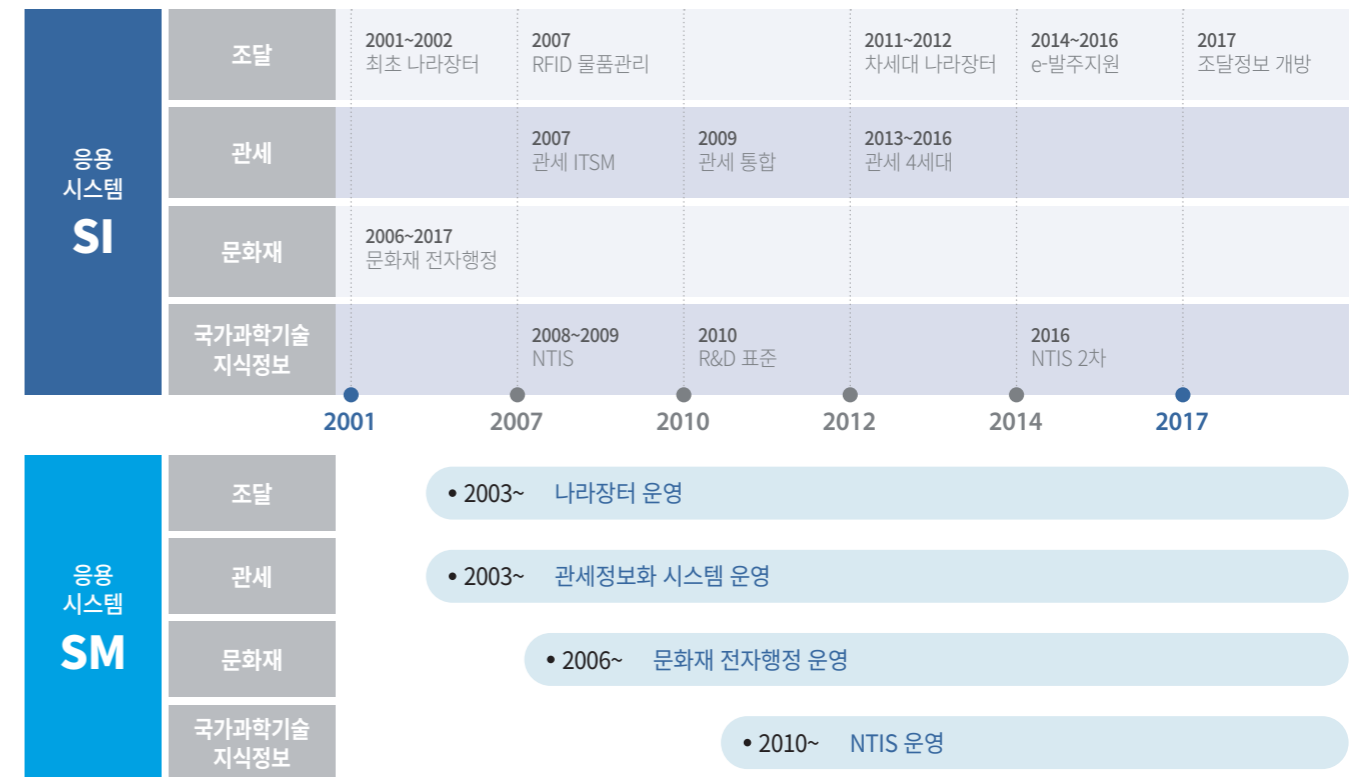 응용
시스템
SI
조달
2001~2002
최초 나라장터
2007
RFID 물품관리
2011~2012
차세대 나라장터
2014~2016
e-발주지원
2017
조달정보 개방
관세
2007
관세 ITSM
2009
관세 통합
2013~2016
관세 4세대
문화재
2006~2017
문화재 전자행정
국가과학기술
지식정보
2008~2009
NTIS
2010
R&D 표준
2016
NTIS 2차
2001
2007
2010
2012
2014
2017
응용
시스템
SM
조달
• 2003~ 나라장터 운영
관세
• 2003~ 관세정보화 시스템 운영
문화재
• 2006~ 문화재 전자행정 운영
국가과학기술
지식정보
• 2010~ NTIS 운영